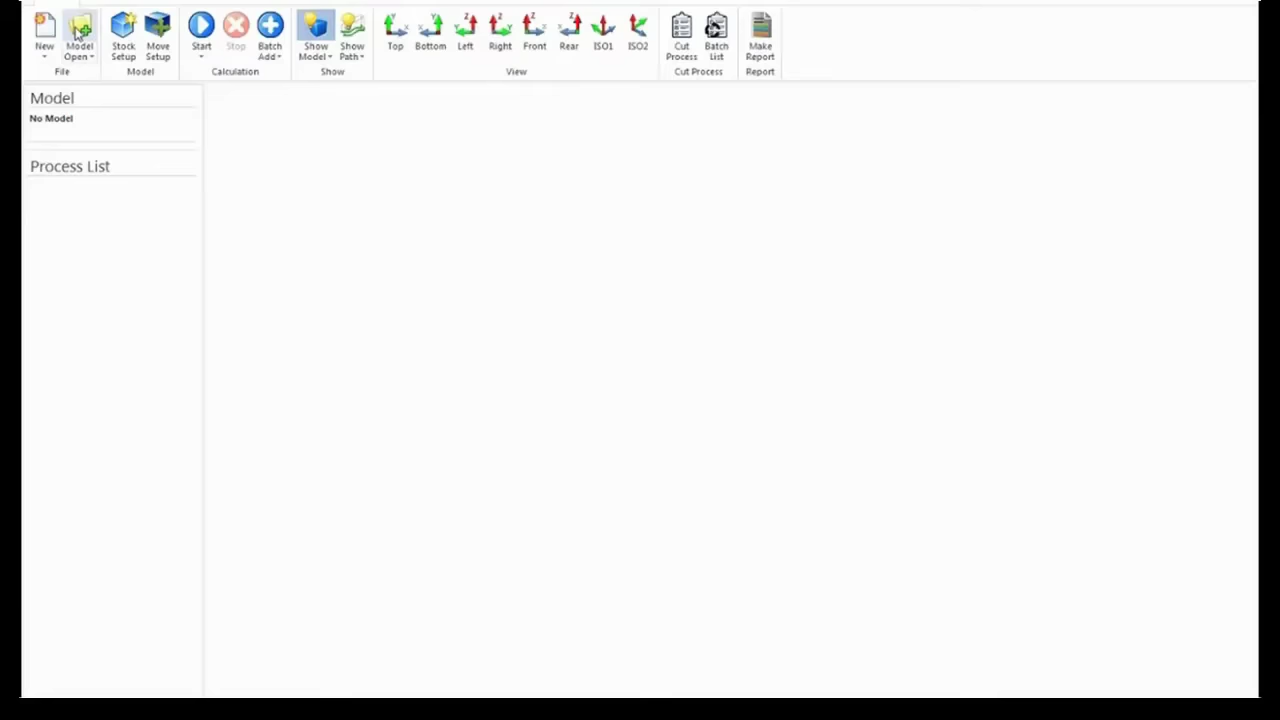 New
Model Open
Stock Setup
Move Setup
Start
Stop
Batch Add
Show Model
Show Path
Top
Bottom
Left
Right
Front
Rear
ISO1
ISO2
Cut Process
Batch List
Make Report
File
Model
Calculation
Show
View
Cut Process
Report
Model
No Model
Process List